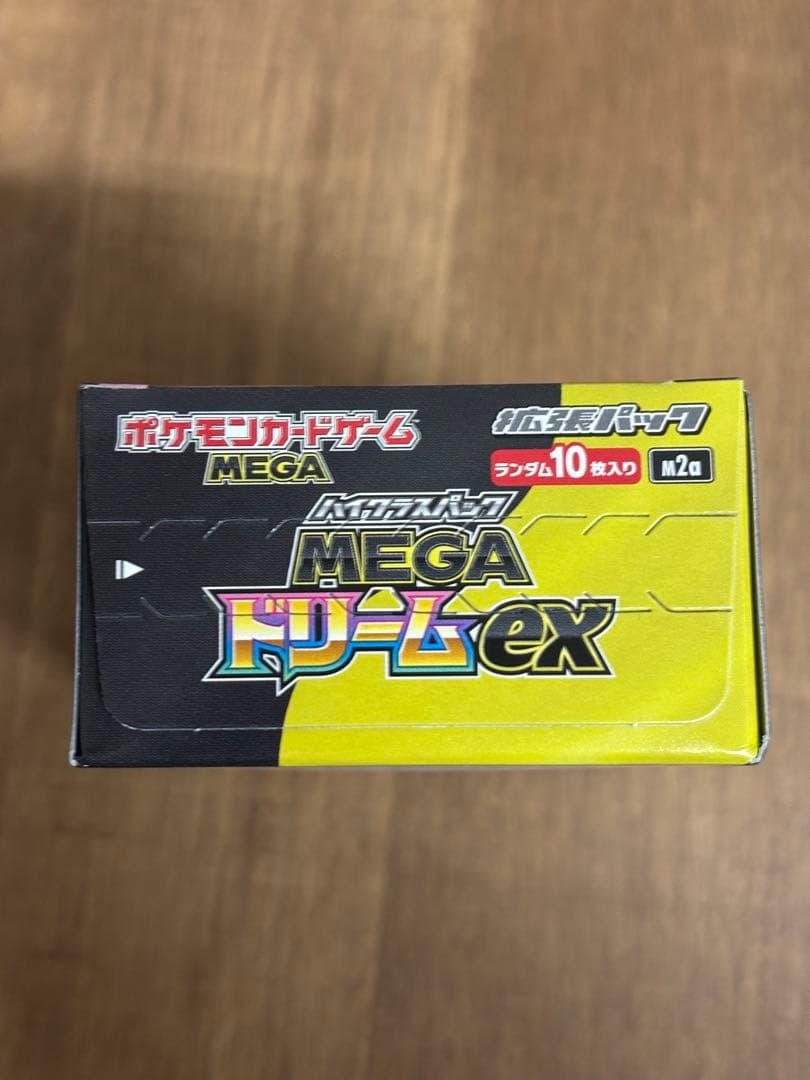 ポケモンカードゲーム
MEGA
拡張パック
ランダム10枚入り
M2a
ハイクラスパック
MEGA
ドリームex